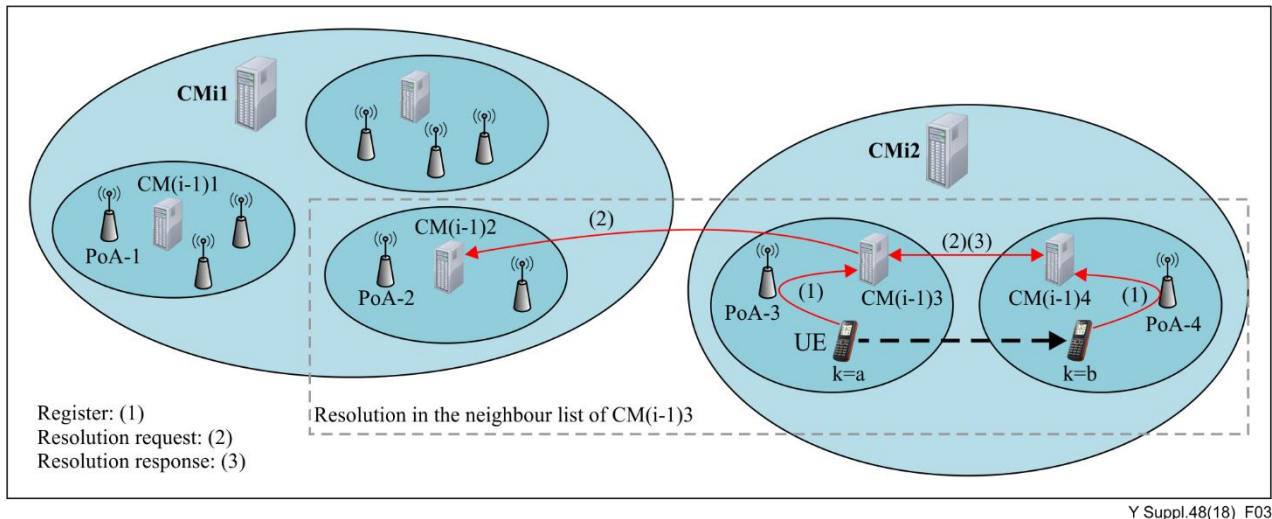 CMi1
CM(i-1)1
PoA-1
CM(i-1)2
PoA-2
(2)
CMi2
(2)(3)
CM(i-1)3
PoA-3
(1)
UE
k=a
CM(i-1)4
(1)
PoA-4
k=b
Register: (1)
Resolution request: (2)
Resolution response: (3)
Resolution in the neighbour list of CM(i-1)3
Y Suppl.48(18)_F03